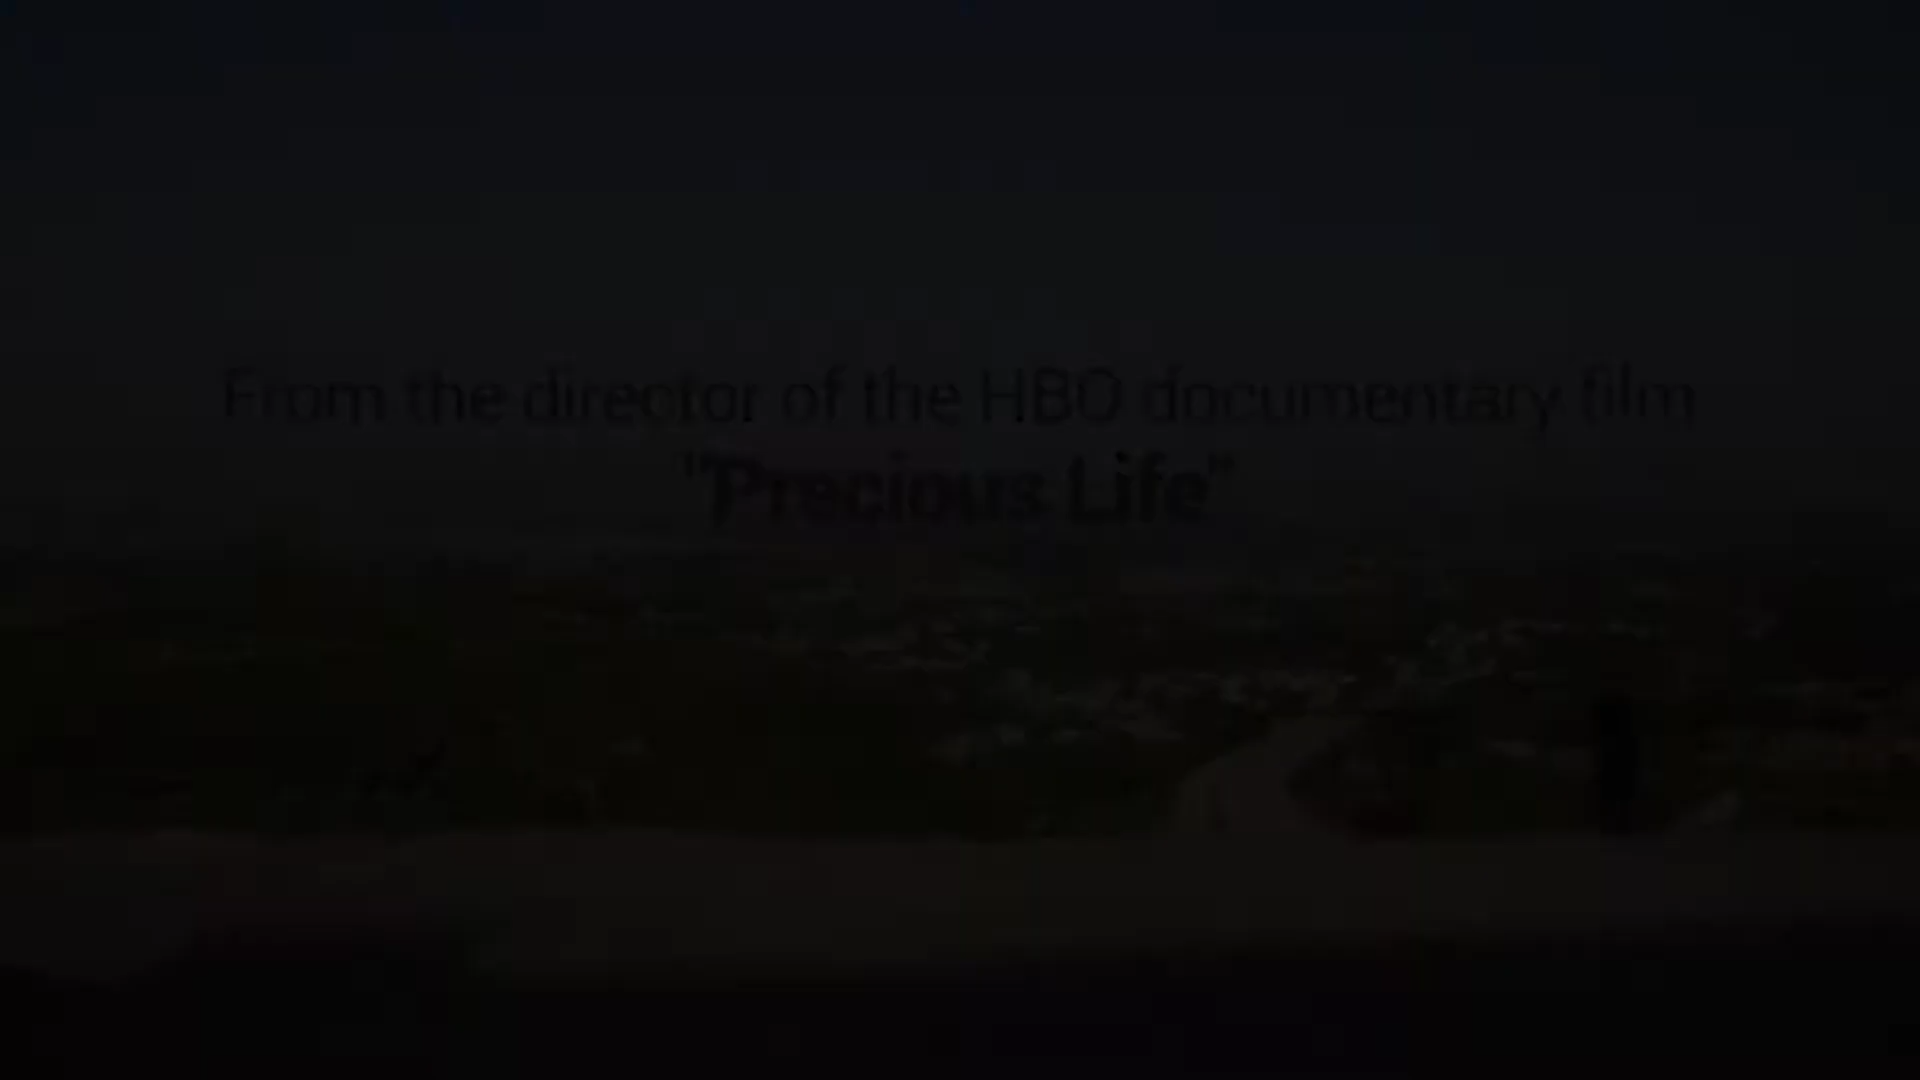 From the director of the HBO documentary film
"Precious Life"